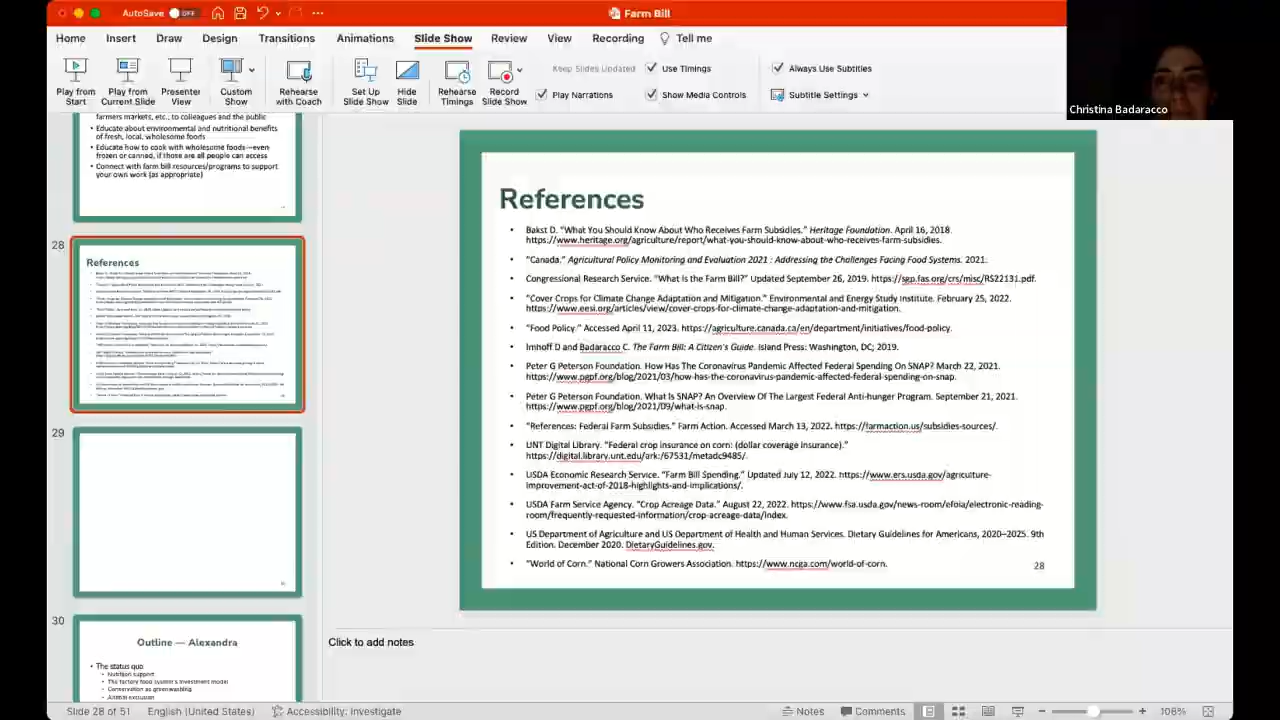 AutoSave OFF
Farm Bill
Home Insert Draw Design Transitions Animations Slide Show Review View Recording Tell me
Play from Start
Play from Current Slide
Presenter View
Custom Show
Rehearse with Coach
Set Up Slide Show
Hide Slide
Rehearse Timings
Record Slide Show
Keep Slides Updated
Use Timings
Play Narrations
Show Media Controls
Always Use Subtitles
Subtitle Settings
Christina Badaracco
farmers markets, etc., to colleagues and the public
• Educate about environmental and nutritional benefits
of fresh, local, wholesome foods
• Educate how to cook with wholesome foods—even
frozen or canned, if those are all people can access
• Connect with farm bill resources/programs to support
your own work (as appropriate)
28
References
29
30
Outline — Alexandra
• The status quo
• Nutrition support
• The factory food system's investment model
• Conservation as greenwashing
• Animal exclusion
References
• Bakst D. "What You Should Know About Who Receives Farm Subsidies." Heritage Foundation. April 16, 2018.
https://www.heritage.org/agriculture/report/what-you-should-know-about-who-receives-farm-subsidies.
• "Canada." Agricultural Policy Monitoring and Evaluation 2021 : Addressing the Challenges Facing Food Systems. 2021.
• Congressional Research Service. "What Is the Farm Bill?" Updated September 26, 2019. https://sgp.fas.org/crs/misc/RS22131.pdf.
• "Cover Crops for Climate Change Adaptation and Mitigation." Environmental and Energy Study Institute. February 25, 2022.
https://www.eesi.org/articles/view/cover-crops-for-climate-change-adaptation-and-mitigation.
• "Food Policy." Accessed April 11, 2023. https://agriculture.canada.ca/en/department/initiatives/food-policy.
• Imhoff D and Badaracco C. The Farm Bill: A Citizen's Guide. Island Press: Washington, DC; 2019.
• Peter G Peterson Foundation. How Has The Coronavirus Pandemic Affected Federal Spending On SNAP? March 22, 2021.
https://www.pgpf.org/blog/2021/03/how-has-the-coronavirus-pandemic-affected-federal-spending-on-snap.
• Peter G Peterson Foundation. What Is SNAP? An Overview Of The Largest Federal Anti-hunger Program. September 21, 2021.
https://www.pgpf.org/blog/2021/09/what-is-snap.
• "References: Federal Farm Subsidies." Farm Action. Accessed March 13, 2022. https://farmaction.us/subsidies-sources/.
• UNT Digital Library. "Federal crop insurance on corn: (dollar coverage insurance)."
https://digital.library.unt.edu/ark:/67531/metadc9485/.
• USDA Economic Research Service. "Farm Bill Spending." Updated July 12, 2022. https://www.ers.usda.gov/agriculture-
improvement-act-of-2018-highlights-and-implications/.
• USDA Farm Service Agency. "Crop Acreage Data." August 22, 2022. https://www.fsa.usda.gov/news-room/efoia/electronic-reading-
room/frequently-requested-information/crop-acreage-data/index.
• US Department of Agriculture and US Department of Health and Human Services. Dietary Guidelines for Americans, 2020–2025. 9th
Edition. December 2020. DietaryGuidelines.gov.
• "World of Corn." National Corn Growers Association. https://www.ncga.com/world-of-corn.
28
Click to add notes
Slide 28 of 51 English (United States) Accessibility: Investigate Notes Comments 108%